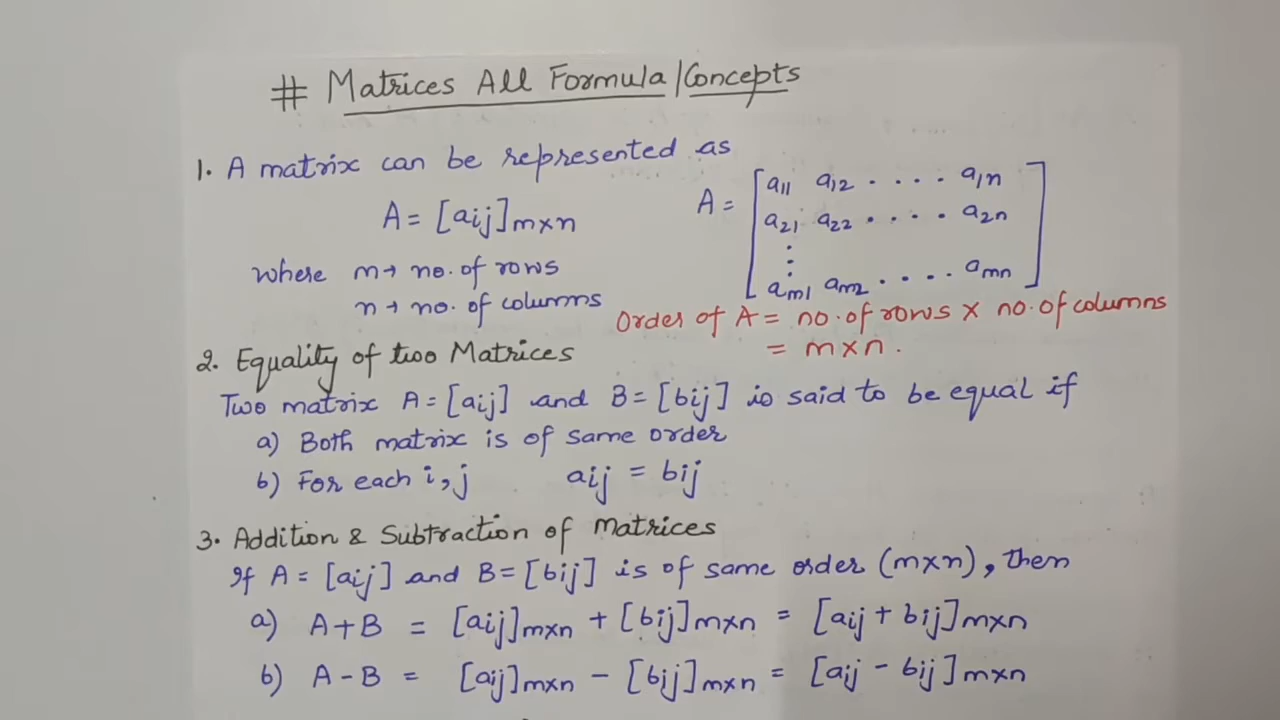 # Matrices All Formula/Concepts
1. A matrix can be represented as
A = [aij]m×n
where m→ no. of rows
n→ no. of columns
A = [a11 a12 . . . . a1n
a21 a22 . . . . a2n
⋮
am1 am2 . . . . amn]
Order of A = no. of rows × no. of columns
= m×n.
2. Equality of two Matrices
Two matrix A = [aij] and B = [bij] is said to be equal if
a) Both matrix is of same order
b) For each i, j aij = bij
3. Addition & Subtraction of Matrices
If A = [aij] and B = [bij] is of same order (m×n), then
a) A+B = [aij]m×n + [bij]m×n = [aij + bij]m×n
b) A-B = [aij]m×n - [bij]m×n = [aij - bij]m×n